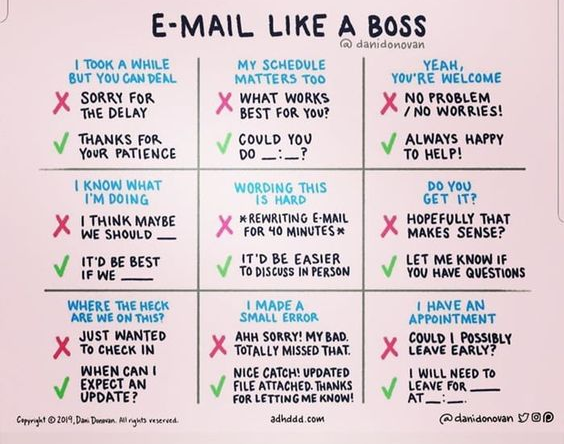 E-MAIL LIKE A BOSS
@ danidonovan
I TOOK A WHILE
BUT YOU CAN DEAL
SORRY FOR
THE DELAY
THANKS FOR
YOUR PATIENCE
MY SCHEDULE
MATTERS TOO
WHAT WORKS
BEST FOR YOU?
COULD YOU
DO __:__?
YEAH,
YOU'RE WELCOME
NO PROBLEM
/ NO WORRIES!
ALWAYS HAPPY
TO HELP!
I KNOW WHAT
I'M DOING
I THINK MAYBE
WE SHOULD ___
IT'D BE BEST
IF WE ____
WORDING THIS
IS HARD
*REWRITING E-MAIL
FOR 40 MINUTES*
IT'D BE EASIER
TO DISCUSS IN PERSON
DO YOU
GET IT?
HOPEFULLY THAT
MAKES SENSE?
LET ME KNOW IF
YOU HAVE QUESTIONS
WHERE THE HECK
ARE WE ON THIS?
JUST WANTED
TO CHECK IN
WHEN CAN I
EXPECT AN
UPDATE?
I MADE A
SMALL ERROR
AHH SORRY! MY BAD.
TOTALLY MISSED THAT.
NICE CATCH! UPDATED
FILE ATTACHED. THANKS
FOR LETTING ME KNOW!
I HAVE AN
APPOINTMENT
COULD I POSSIBLY
LEAVE EARLY?
I WILL NEED TO
LEAVE FOR ____
AT __:__.
Copyright © 2019, Dani Donovan. All rights reserved.
adhddd.com
@danidonovan